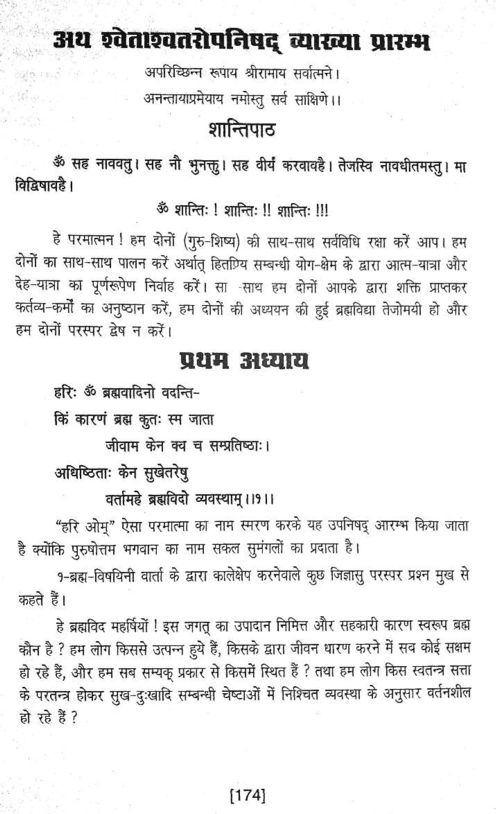 अथ श्वेताश्वतरोपनिषद् व्याख्या प्रारम्भ
अपरिच्छिन्न रूपाय श्रीरामाय सर्वात्मने।
अनन्तायाप्रमेयाय नमोस्तु सर्व साक्षिणे।।
शान्तिपाठ
ॐ सह नाववतु। सह नौ भुनक्तु। सह वीर्यं करवावहै। तेजस्वि नावधीतमस्तु। मा
विद्विषावहै।
ॐ शान्तिः ! शान्तिः !! शान्तिः !!!
हे परमात्मन ! हम दोनों (गुरु-शिष्य) की साथ-साथ सर्वविधि रक्षा करें आप। हम
दोनों का साथ-साथ पालन करें अर्थात् हितप्रिय सम्बन्धी योग-क्षेम के द्वारा आत्म-यात्रा और
देह-यात्रा का पूर्णरूपेण निर्वाह करें। सा -साथ हम दोनों आपके द्वारा शक्ति प्राप्तकर
कर्तव्य-कर्मों का अनुष्ठान करें, हम दोनों की अध्ययन की हुई ब्रह्मविद्या तेजोमयी हो और
हम दोनों परस्पर द्वेष न करें।
प्रथम अध्याय
हरिः ॐ ब्रह्मवादिनो वदन्ति-
किं कारणं ब्रह्म कुतः स्म जाता
जीवाम केन क्व च सम्प्रतिष्ठाः।
अधिष्ठिताः केन सुखेतरेषु
वर्तामहे ब्रह्मविदो व्यवस्थाम्।।१।।
“हरि ओम्” ऐसा परमात्मा का नाम स्मरण करके यह उपनिषद् आरम्भ किया जाता
है क्योंकि पुरुषोत्तम भगवान का नाम सकल सुमंगलों का प्रदाता है।
१-ब्रह्म-विषयिनी वार्ता के द्वारा कालेक्षेप करनेवाले कुछ जिज्ञासु परस्पर प्रश्न मुख से
कहते हैं।
हे ब्रह्मविद महर्षियों ! इस जगत् का उपादान निमित्त और सहकारी कारण स्वरूप ब्रह्म
कौन है ? हम लोग किससे उत्पन्न हुये हैं, किसके द्वारा जीवन धारण करने में सव कोई सक्षम
हो रहे हैं, और हम सब सम्यक् प्रकार से किसमें स्थित हैं ? तथा हम लोग किस स्वतन्त्र सत्ता
के परतन्त्र होकर सुख-दुःखादि सम्बन्धी चेष्टाओं में निश्चित व्यवस्था के अनुसार वर्तनशील
हो रहे हैं ?
[174]